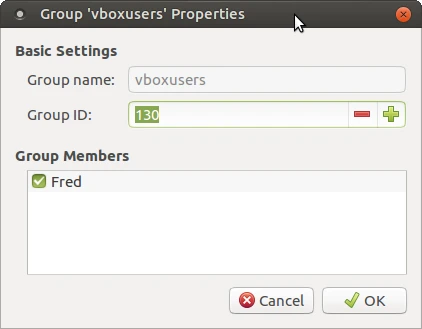 Group 'vboxusers' Properties
Basic Settings
Group name: vboxusers
Group ID: 130
Group Members
Fred
Cancel OK